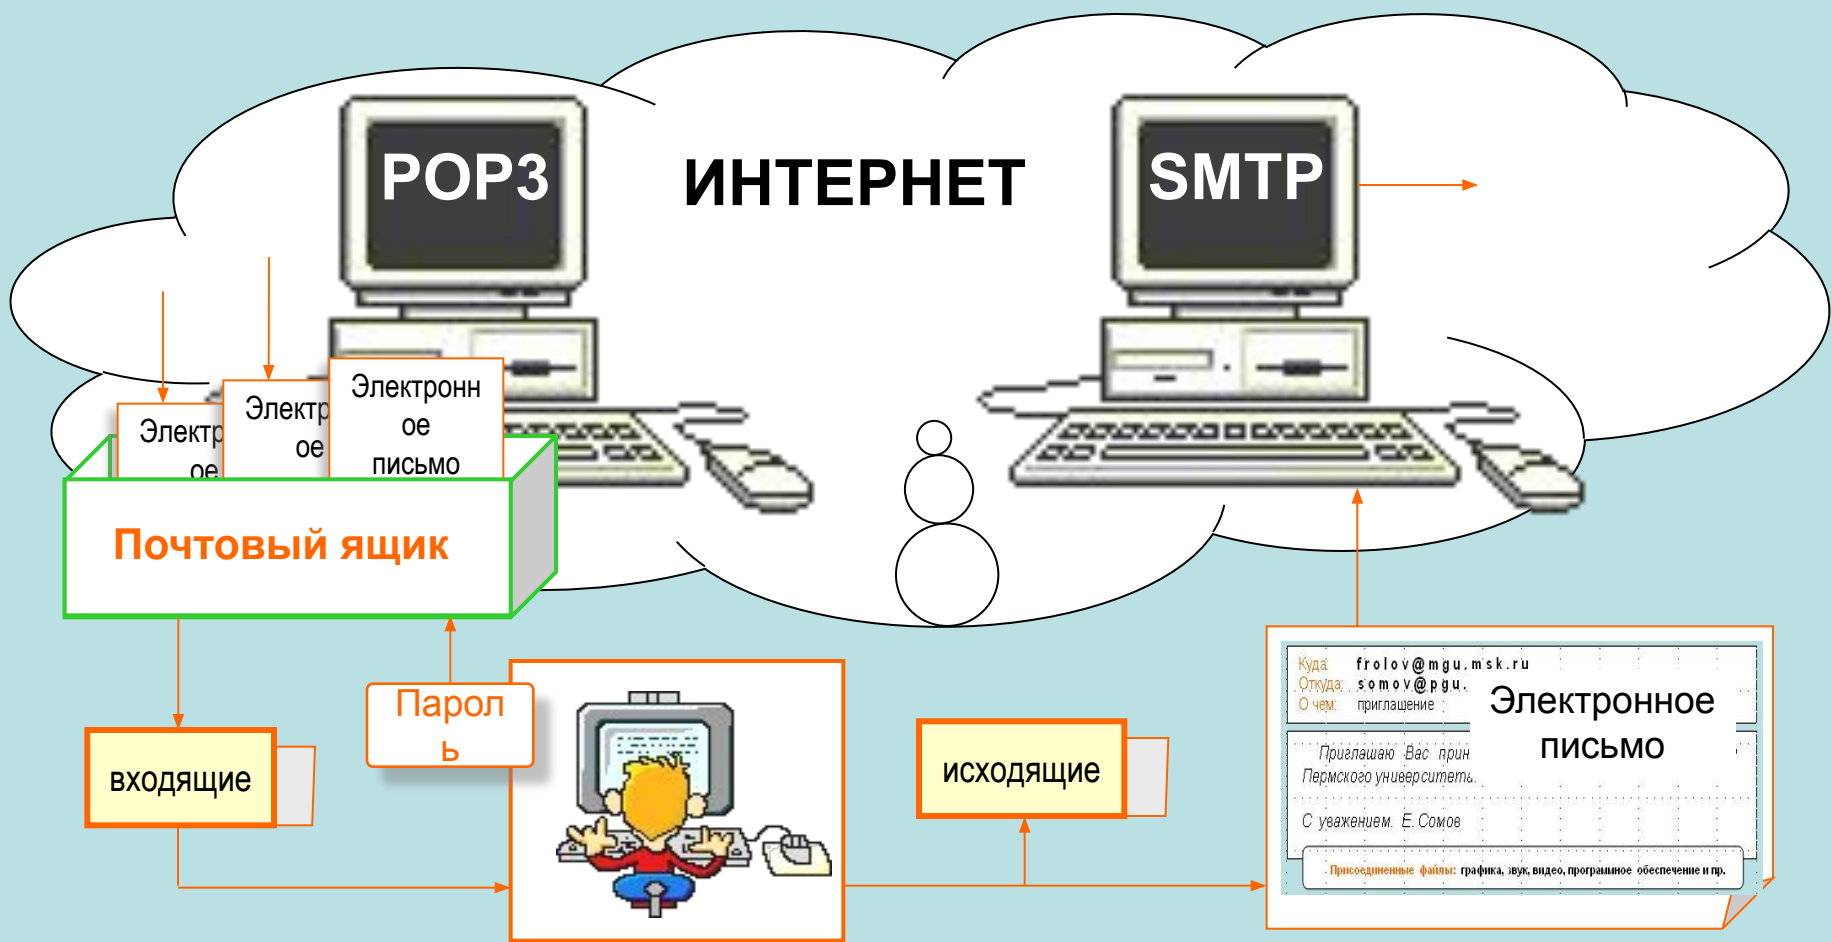 POP3
ИНТЕРНЕТ
SMTP
Электр
ое
Электр
ое
Электронн
ое
письмо
Почтовый ящик
Парол
ь
входящие
исходящие
Куда: frolov@mgu.msk.ru
Откуда: somov@pgu.
О чем: приглашение
Электронное
письмо
Приглашаю Вас прин
Пермского университета.
С уважением. Е. Сомов
Присоединенные файлы: графика, звук, видео, программное обеспечение и пр.